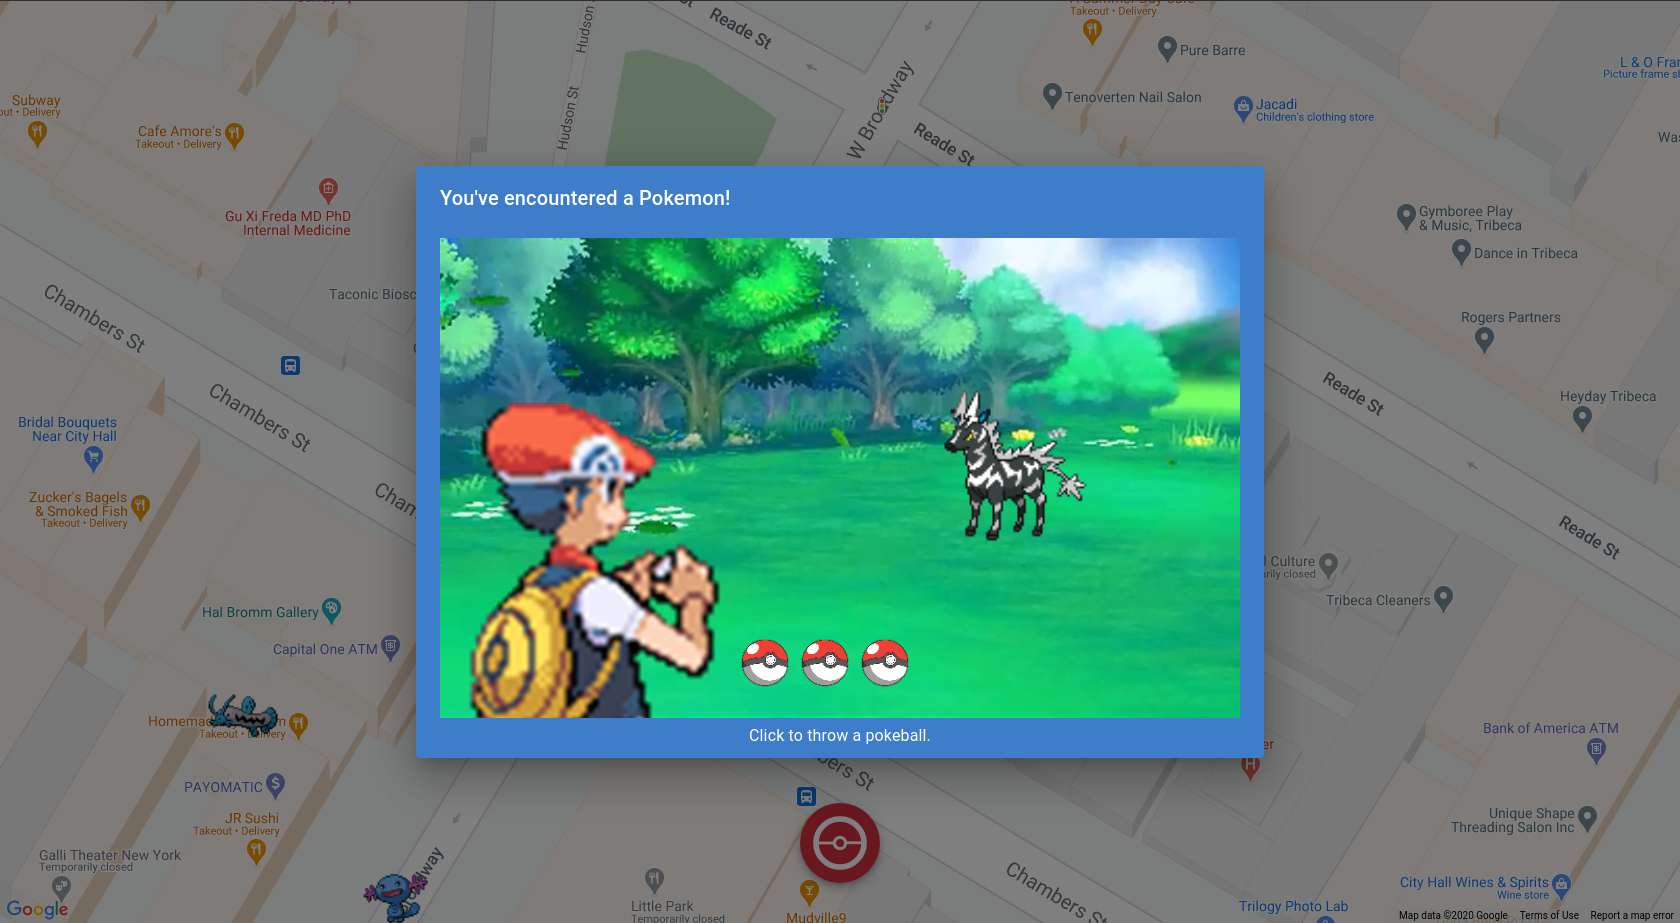 Hudson St
Hudson St
Reade St
W Broadway
Reade St
Takeout • Delivery
Pure Barre
Tenoverten Nail Salon
Jacadi
Children's clothing store
Picture frame
Subway
Delivery
Cafe Amore's
Takeout • Delivery
Gu Xi Freda MD PhD
Internal Medicine
Gymboree Play
& Music, Tribeca
Dance in Tribeca
You've encountered a Pokemon!
Taconic
Chambers St
Rogers Partners
Reade St
Heyday Tribeca
Chambers St
Bridal Bouquets
Near City Hall
Zucker's Bagels
& Smoked Fish
Takeout • Delivery
Reade St
Culture
closed
Tribeca Cleaners
Hal Bromm Gallery
Capital One ATM
Takeout • Delivery
Click to throw a pokeball.
Bank of America ATM
PAYOMATIC
JR Sushi
Takeout • Delivery
Unique Shape
Threading Salon Inc
Galli Theater New York
Temporarily closed
Chambers St
City Hall Wines & Spirits
Wine store
Little Park
Temporarily closed
Mudville9
Trilogy Photo Lab
Google
Map data ©2020 Google Terms of Use Report a map error